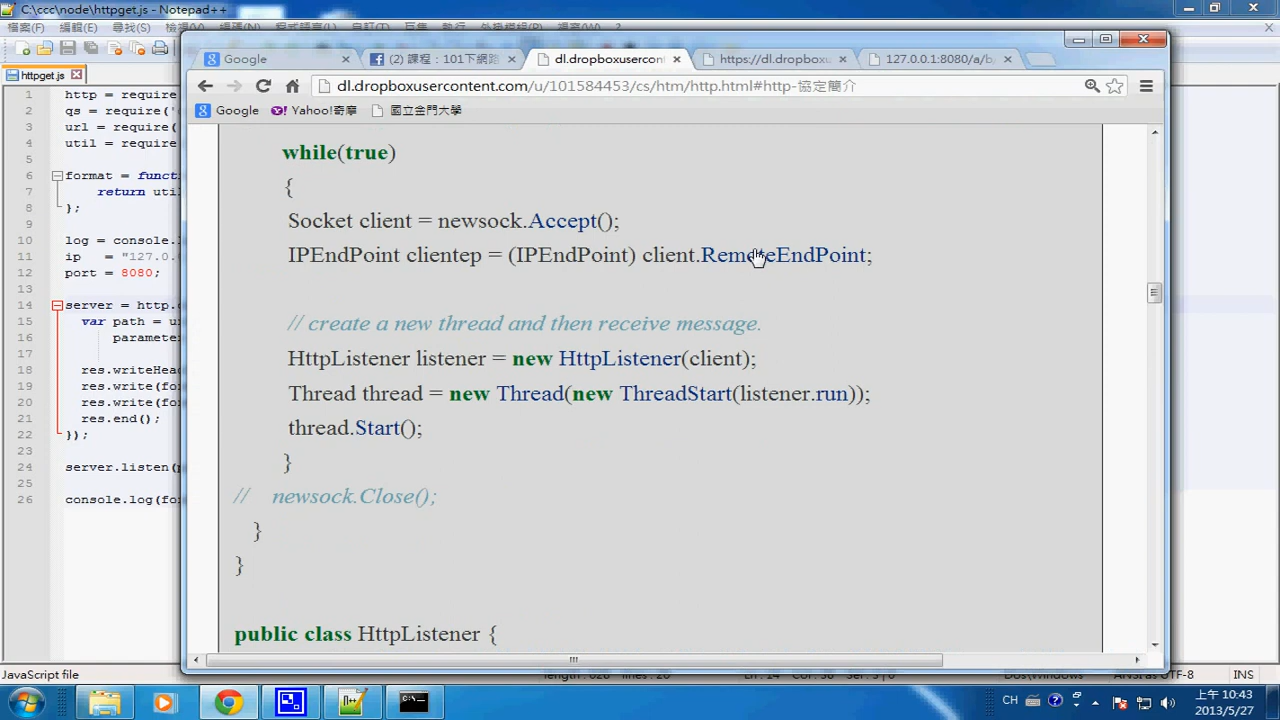 C:\ccc\node\httpget.js - Notepad++
檔案(F) 編輯(E) 尋找(S)
httpget.js
Google
(2) 課程 - 101下網路
dl.dropboxusercont
https://dl.dropboxu
127.0.0.1:8080/a/b
dl.dropboxusercontent.com/u/101584453/cs/htm/http.html#http-協定簡介
Google
Yahoo!奇摩
國立金門大學
1 http = require
2 qs = require('
3 url = require(
4 util = require
5
6 format = funct
7 return uti
8 };
9
10 log = console.l
11 ip = "127.0.
12 port = 8080;
13
14 server = http.
15 var path = u
16 parameter
17
18 res.writeHea
19 res.write(fo
20 res.write(fo
21 res.end();
22 });
23
24 server.listen(p
25
26 console.log(fo
while(true)
{
Socket client = newsock.Accept();
IPEndPoint clientep = (IPEndPoint) client.RemoteEndPoint;
// create a new thread and then receive message.
HttpListener listener = new HttpListener(client);
Thread thread = new Thread(new ThreadStart(listener.run));
thread.Start();
}
// newsock.Close();
}
}
public class HttpListener {
JavaScript file
INS
CH
上午 10:43
2013/5/27